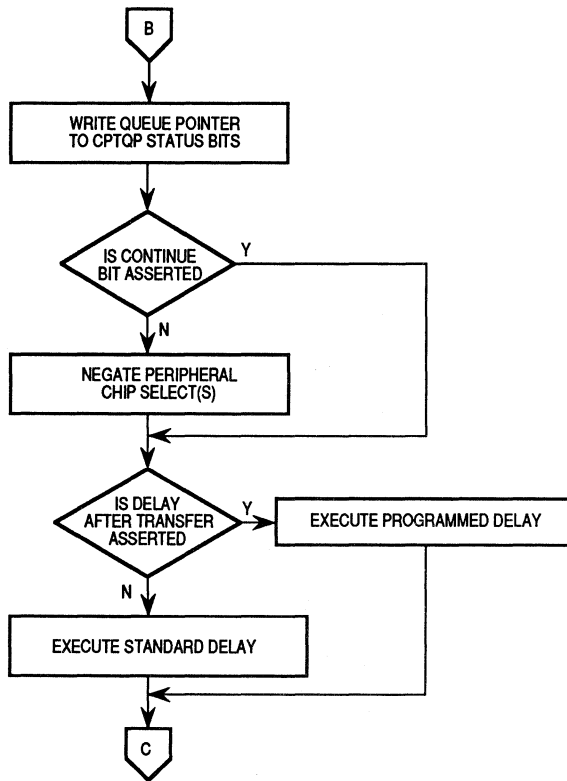 B
WRITE QUEUE POINTER
TO CPTQP STATUS BITS
IS CONTINUE
BIT ASSERTED
Y
N
NEGATE PERIPHERAL
CHIP SELECT(S)
IS DELAY
AFTER TRANSFER
ASSERTED
Y
EXECUTE PROGRAMMED DELAY
N
EXECUTE STANDARD DELAY
C